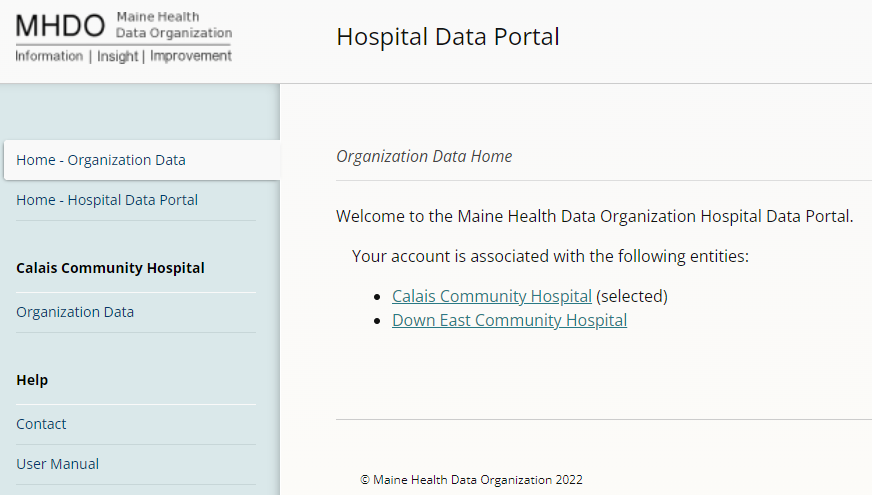 MHDO Maine Health
Data Organization
Information | Insight | Improvement
Hospital Data Portal
Home - Organization Data
Home - Hospital Data Portal
Calais Community Hospital
Organization Data
Help
Contact
User Manual
Organization Data Home
Welcome to the Maine Health Data Organization Hospital Data Portal.
Your account is associated with the following entities:
• Calais Community Hospital (selected)
• Down East Community Hospital
© Maine Health Data Organization 2022